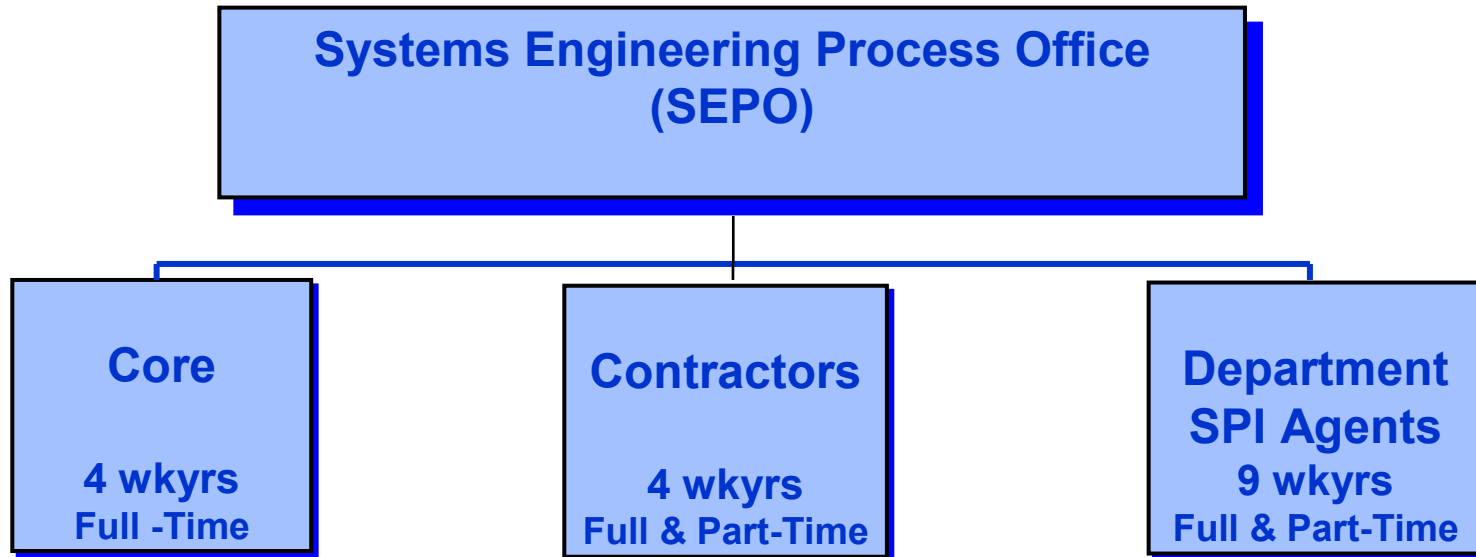 Systems Engineering Process Office
(SEPO)
Core
4 wkyrs
Full -Time
Contractors
4 wkyrs
Full & Part-Time
Department
SPI Agents
9 wkyrs
Full & Part-Time